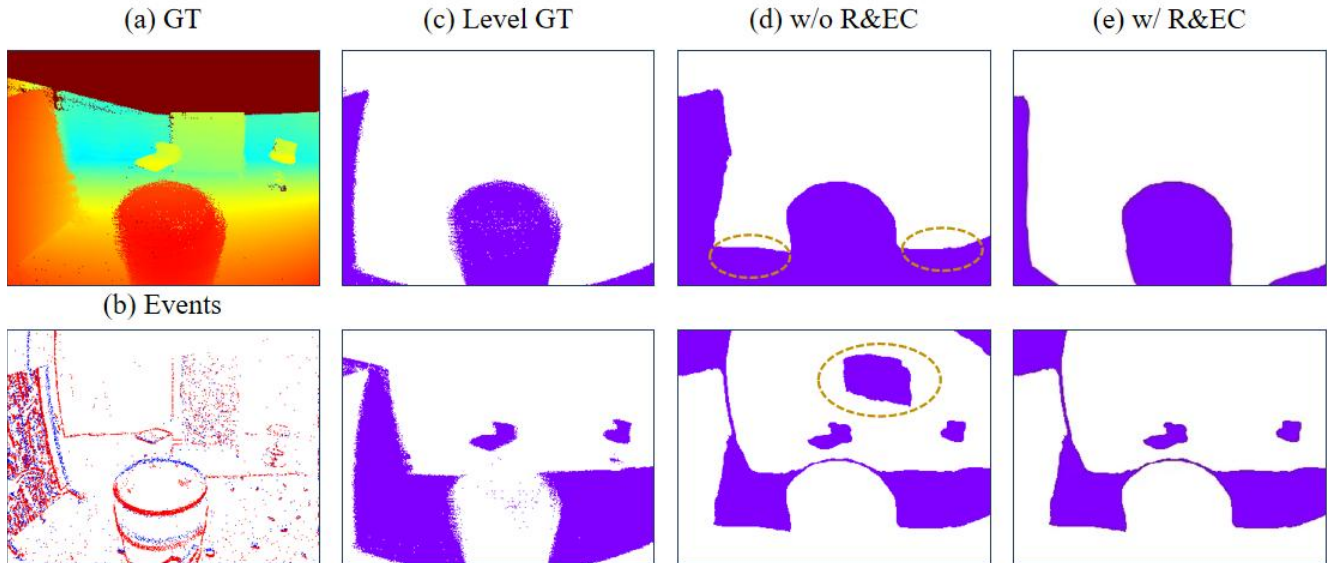 (a) GT
(c) Level GT
(d) w/o R&EC
(e) w/ R&EC
(b) Events